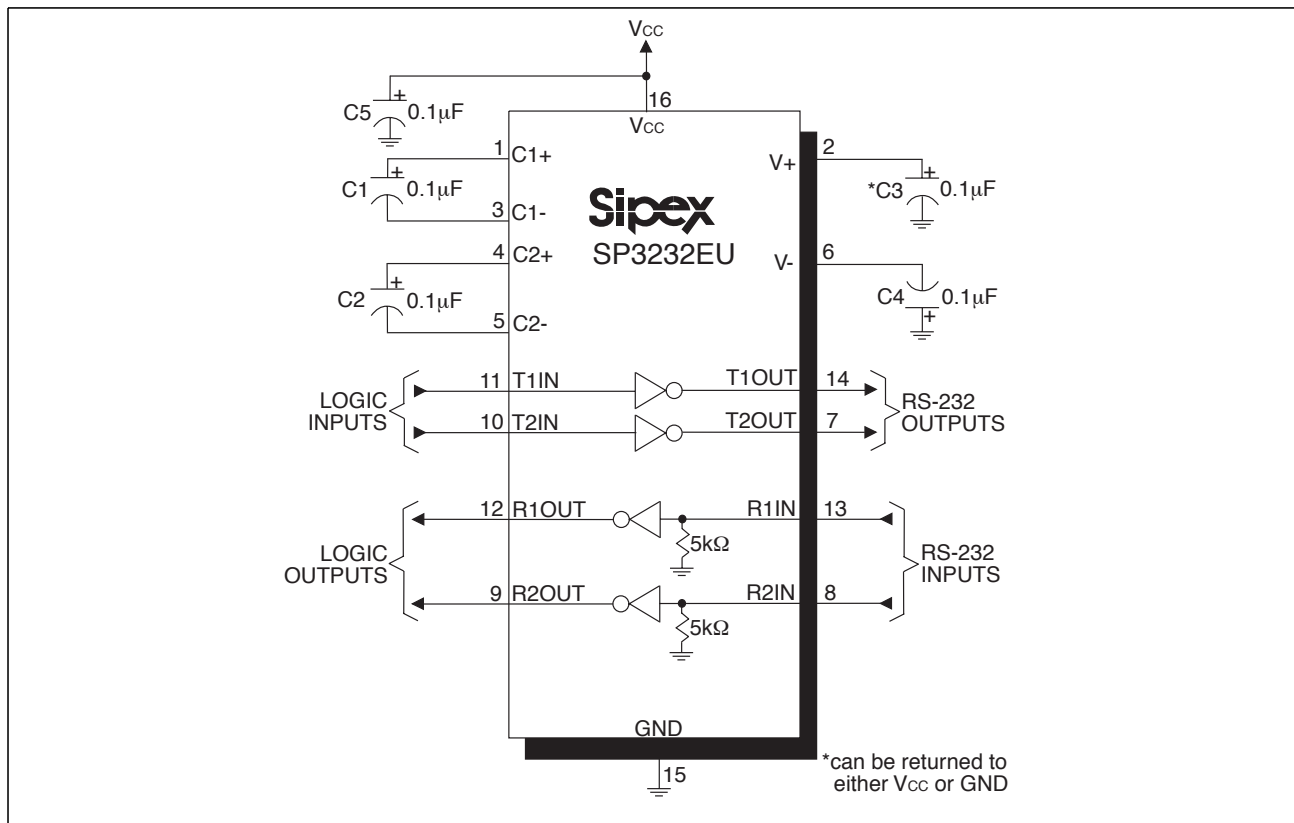 VCC
16
VCC
C5
+
0.1µF
1
C1+
C1
+
0.1µF
3
C1-
4
C2+
C2
+
0.1µF
5
C2-
Sipex
SP3232EU
V+
2
*C3
+
0.1µF
V-
6
C4
0.1µF
+
LOGIC
INPUTS
11
T1IN
T1OUT
14
10
T2IN
T2OUT
7
RS-232
OUTPUTS
LOGIC
OUTPUTS
12
R1OUT
R1IN
13
5kΩ
9
R2OUT
R2IN
8
5kΩ
RS-232
INPUTS
GND
15
*can be returned to
either VCC or GND